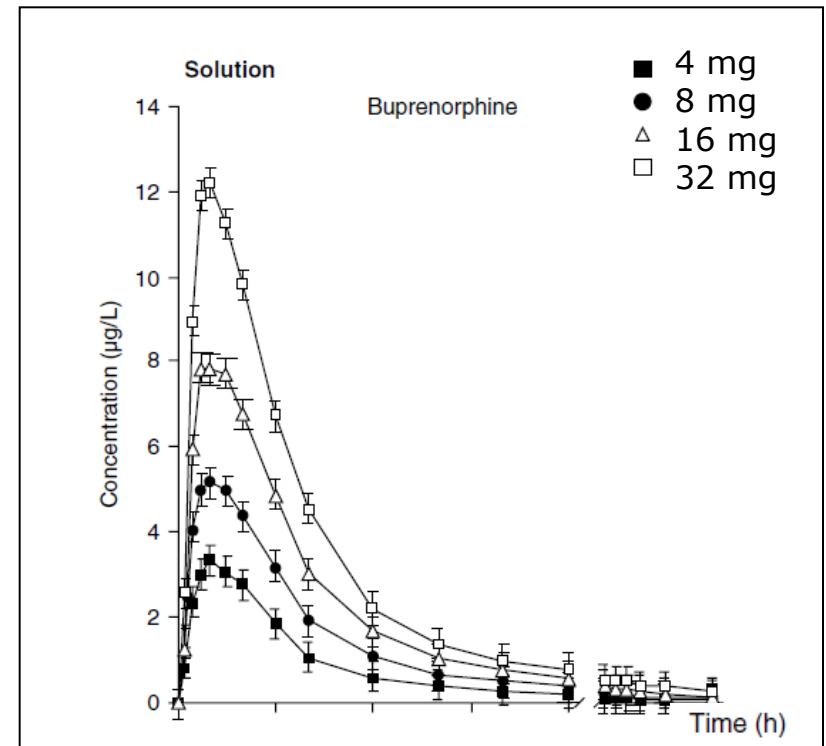 Solution
Buprenorphine
4 mg
8 mg
16 mg
32 mg
14
12
10
8
6
4
2
0
Concentration (µg/L)
Time (h)